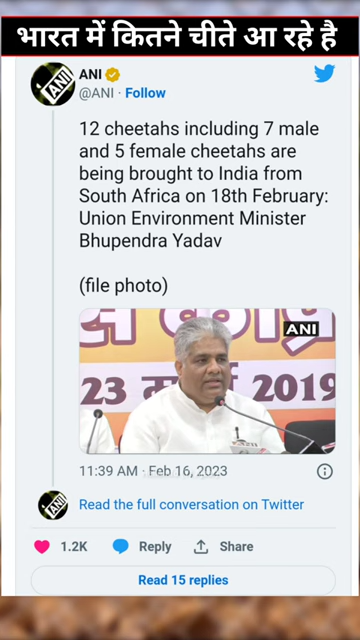 भारत में कितने चीते आ रहे है
ANI
ANI
@ANI · Follow
12 cheetahs including 7 male
and 5 female cheetahs are
being brought to India from
South Africa on 18th February:
Union Environment Minister
Bhupendra Yadav
(file photo)
ANI
23 2019
11:39 AM · Feb 16, 2023
ANI
Read the full conversation on Twitter
1.2K Reply Share
Read 15 replies